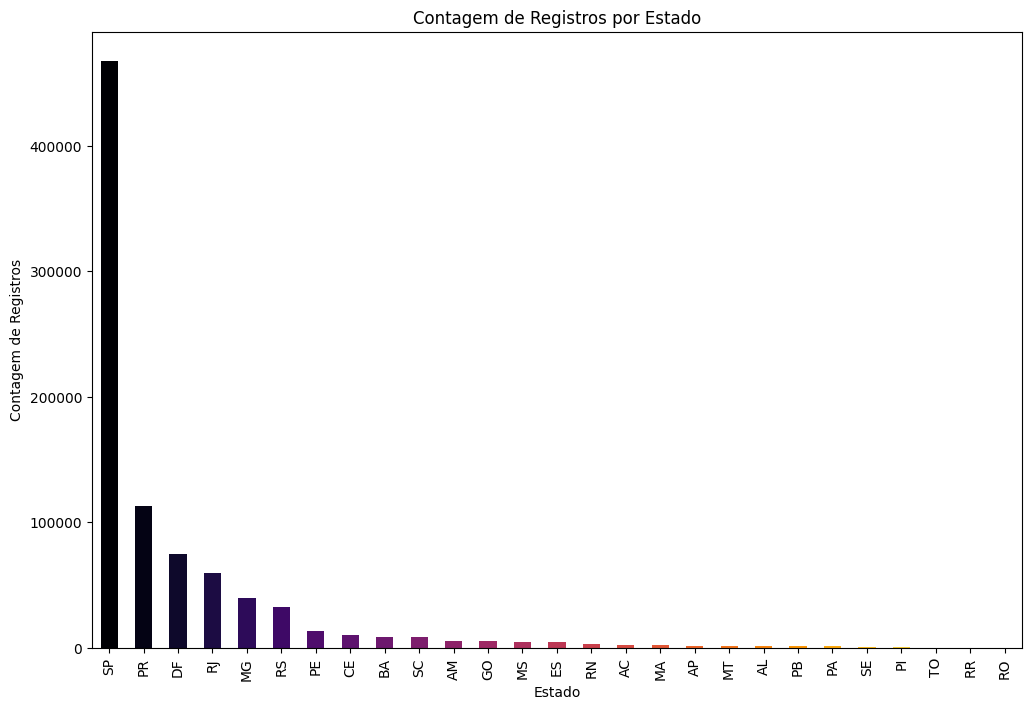 Contagem de Registros por Estado
Contagem de Registros
400000
300000
200000
100000
0
SP PR DF RJ MG RS PE CE BA SC AM GO MS ES RN AC MA AP MT AL PB PA SE PI TO RR RO
Estado